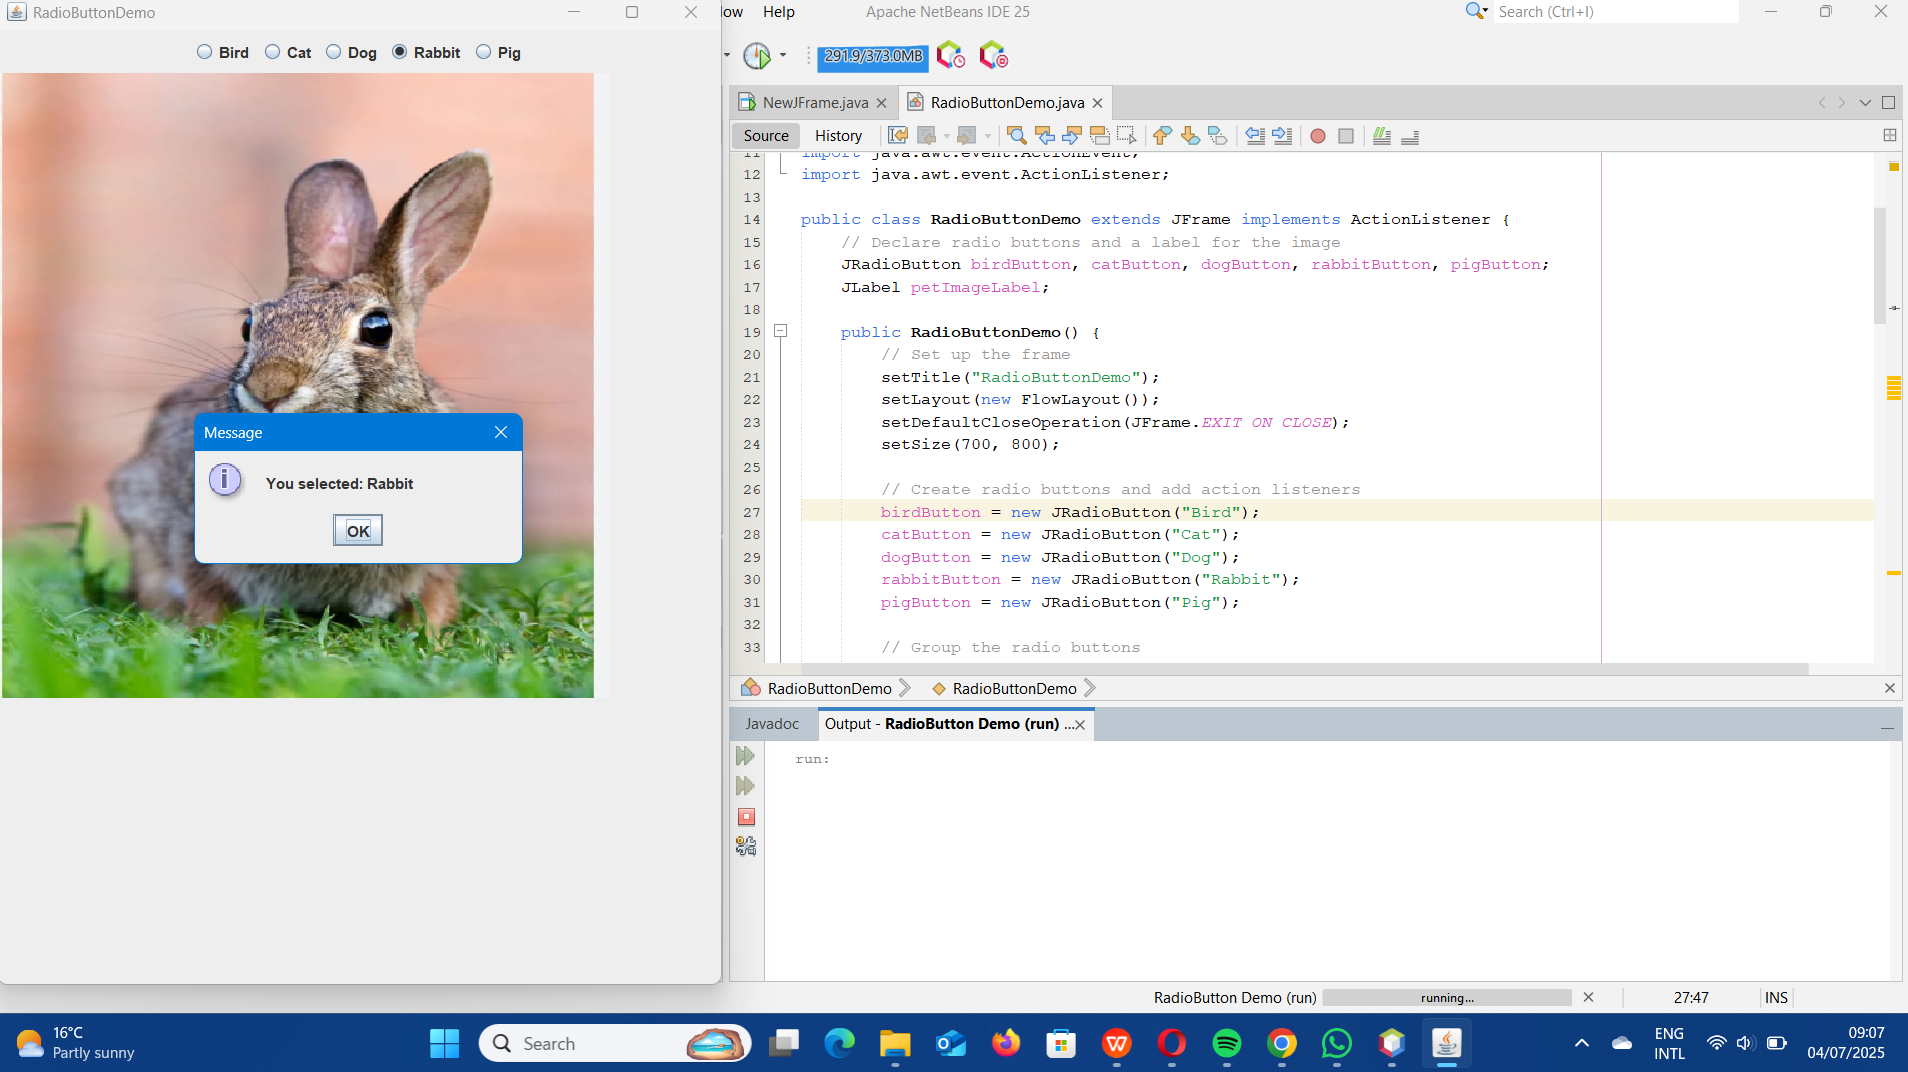 RadioButtonDemo
Bird Cat Dog Rabbit Pig
Message
You selected: Rabbit
OK
Help
Apache NetBeans IDE 25
Search (Ctrl+I)
291.9/373.0MB
NewJFrame.java
RadioButtonDemo.java
Source
History
11 import java.awt.event.ActionEvent;
12 import java.awt.event.ActionListener;
13
14 public class RadioButtonDemo extends JFrame implements ActionListener {
15 // Declare radio buttons and a label for the image
16 JRadioButton birdButton, catButton, dogButton, rabbitButton, pigButton;
17 JLabel petImageLabel;
18
19 public RadioButtonDemo() {
20 // Set up the frame
21 setTitle("RadioButtonDemo");
22 setLayout(new FlowLayout());
23 setDefaultCloseOperation(JFrame.EXIT_ON_CLOSE);
24 setSize(700, 800);
25
26 // Create radio buttons and add action listeners
27 birdButton = new JRadioButton("Bird");
28 catButton = new JRadioButton("Cat");
29 dogButton = new JRadioButton("Dog");
30 rabbitButton = new JRadioButton("Rabbit");
31 pigButton = new JRadioButton("Pig");
32
33 // Group the radio buttons
RadioButtonDemo
RadioButtonDemo
Javadoc
Output - RadioButton Demo (run) ...
run:
RadioButton Demo (run)
running...
27:47
INS
16°C
Partly sunny
Search
ENG
INTL
09:07
04/07/2025